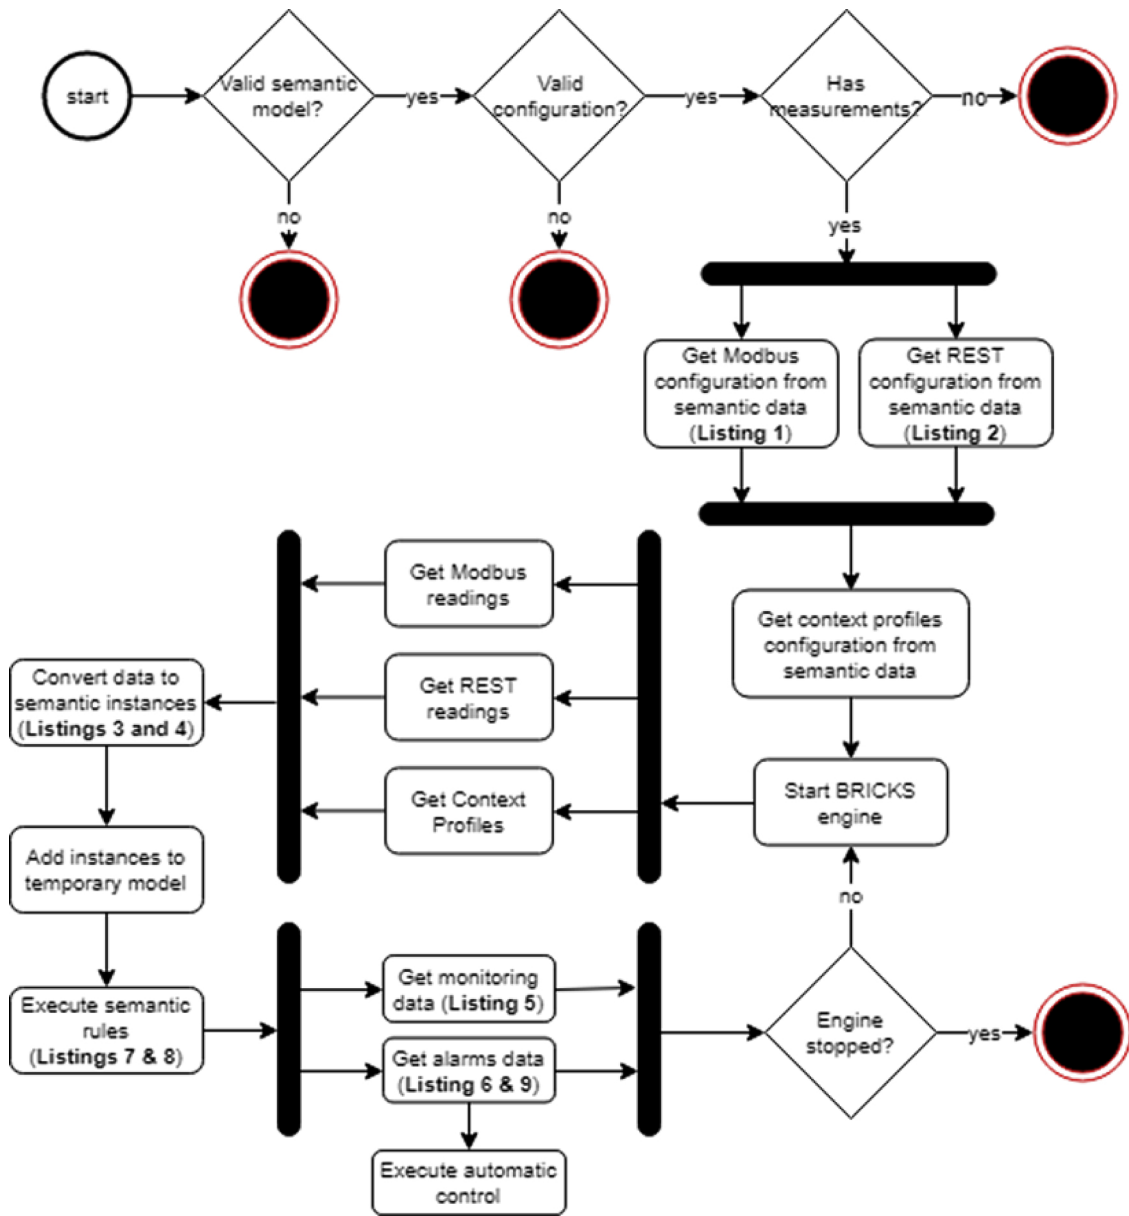 start
Valid semantic
model?
yes
Valid
configuration?
yes
Has
measurements?
no
no
no
yes
Get Modbus
configuration from
semantic data
(Listing 1)
Get REST
configuration from
semantic data
(Listing 2)
Get Modbus
readings
Get context profiles
configuration from
semantic data
Convert data to
semantic instances
(Listings 3 and 4)
Get REST
readings
Get Context
Profiles
Start BRICKS
engine
Add instances to
temporary model
no
Execute semantic
rules
(Listings 7 & 8)
Get monitoring
data (Listing 5)
Get alarms data
(Listing 6 & 9)
Engine
stopped?
yes
Execute automatic
control